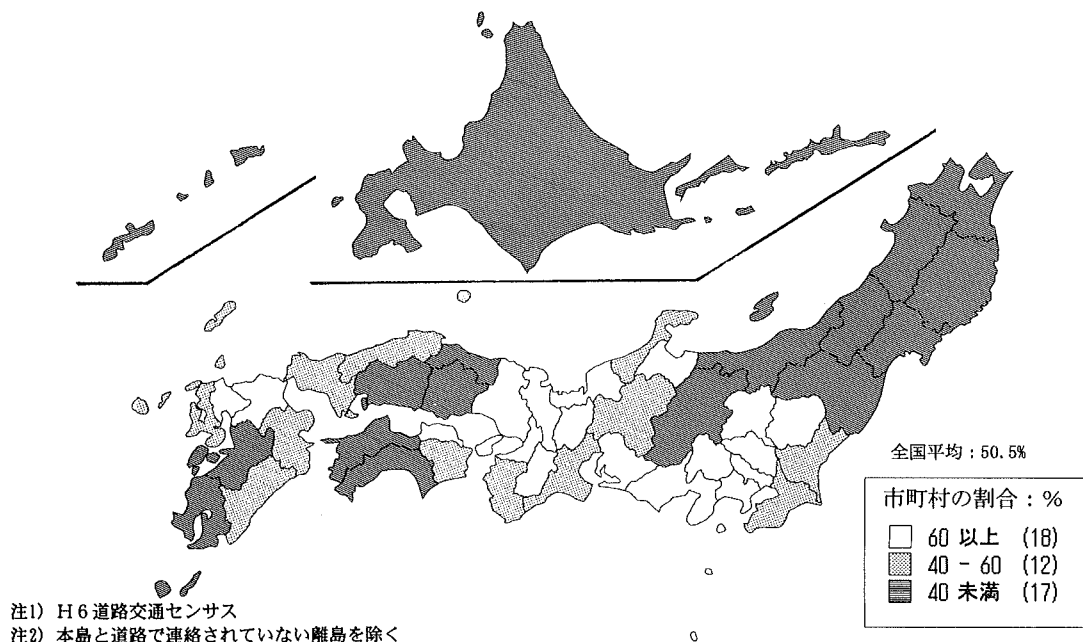 全国平均：50.5%
市町村の割合：%
60 以上 (18)
40 - 60 (12)
40 未満 (17)
注1) H6道路交通センサス
注2) 本島と道路で連絡されていない離島を除く